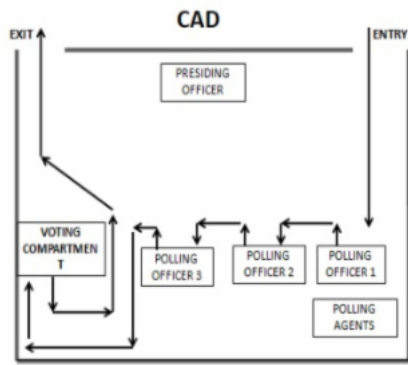 CAD
EXIT
ENTRY
PRESIDING
OFFICER
VOTING
COMPARTMEN
T
POLLING
OFFICER 3
POLLING
OFFICER 2
POLLING
OFFICER 1
POLLING
AGENTS